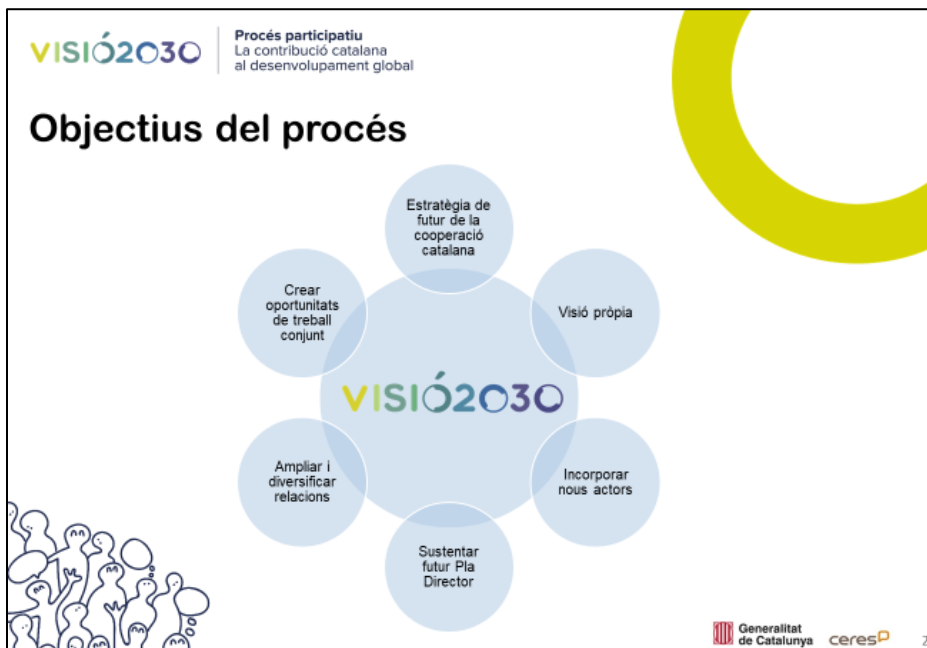 VISIÓ2030
Procés participatiu
La contribució catalana
al desenvolupament global
Objectius del procés
Estratègia de
futur de la
cooperació
catalana
Visió pròpia
Incorporar
nous actors
Sustentar
futur Pla
Director
Ampliar i
diversificar
relacions
Crear
oportunitats
de treball
conjunt
VISIÓ2030
Generalitat
de Catalunya
ceres
2